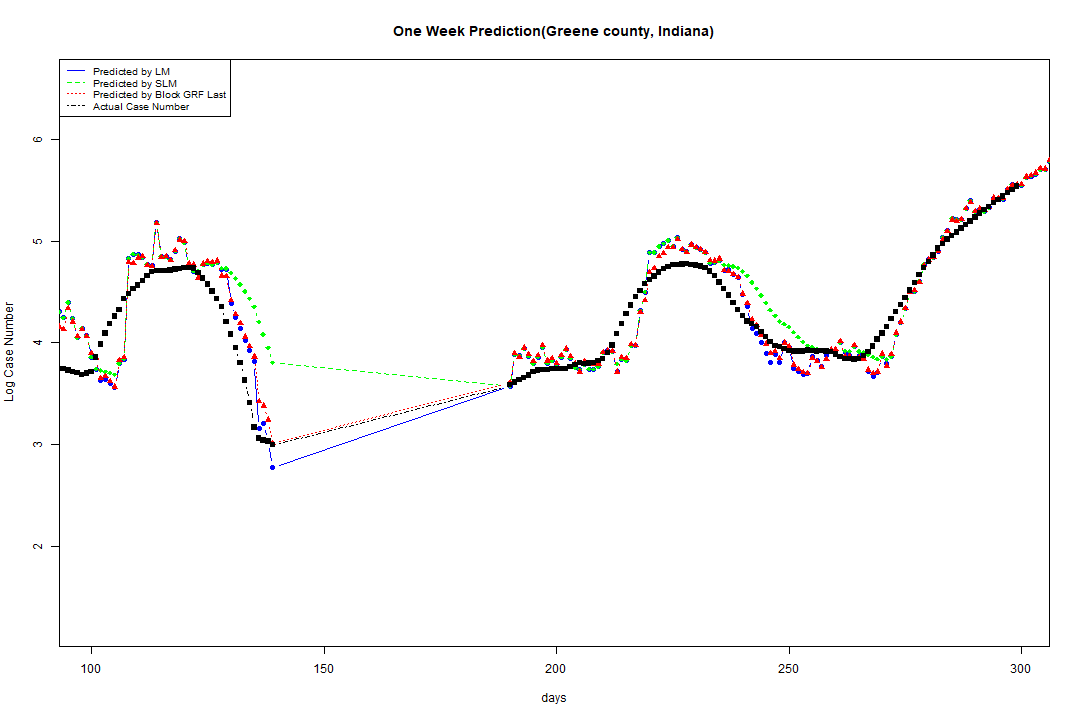 One Week Prediction(Greene county, Indiana)
Predicted by LM
Predicted by SLM
Predicted by Block GRF Last
Actual Case Number
6
5
4
3
2
Log Case Number
100 150 200 250 300
days